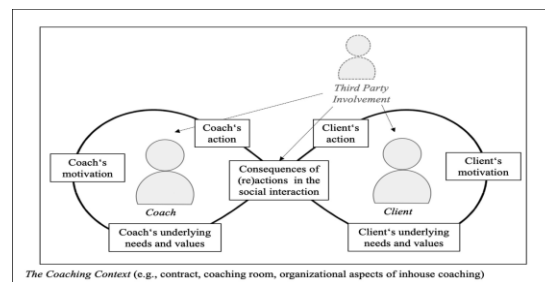 Third Party
Involvement
Coach‘s
action
Client‘s
action
Coach‘s
motivation
Consequences of
(re)actions in the
social interaction
Client‘s
motivation
Coach
Client
Coach‘s underlying
needs and values
Client‘s underlying
needs and values
The Coaching Context (e.g., contract, coaching room, organizational aspects of inhouse coaching)